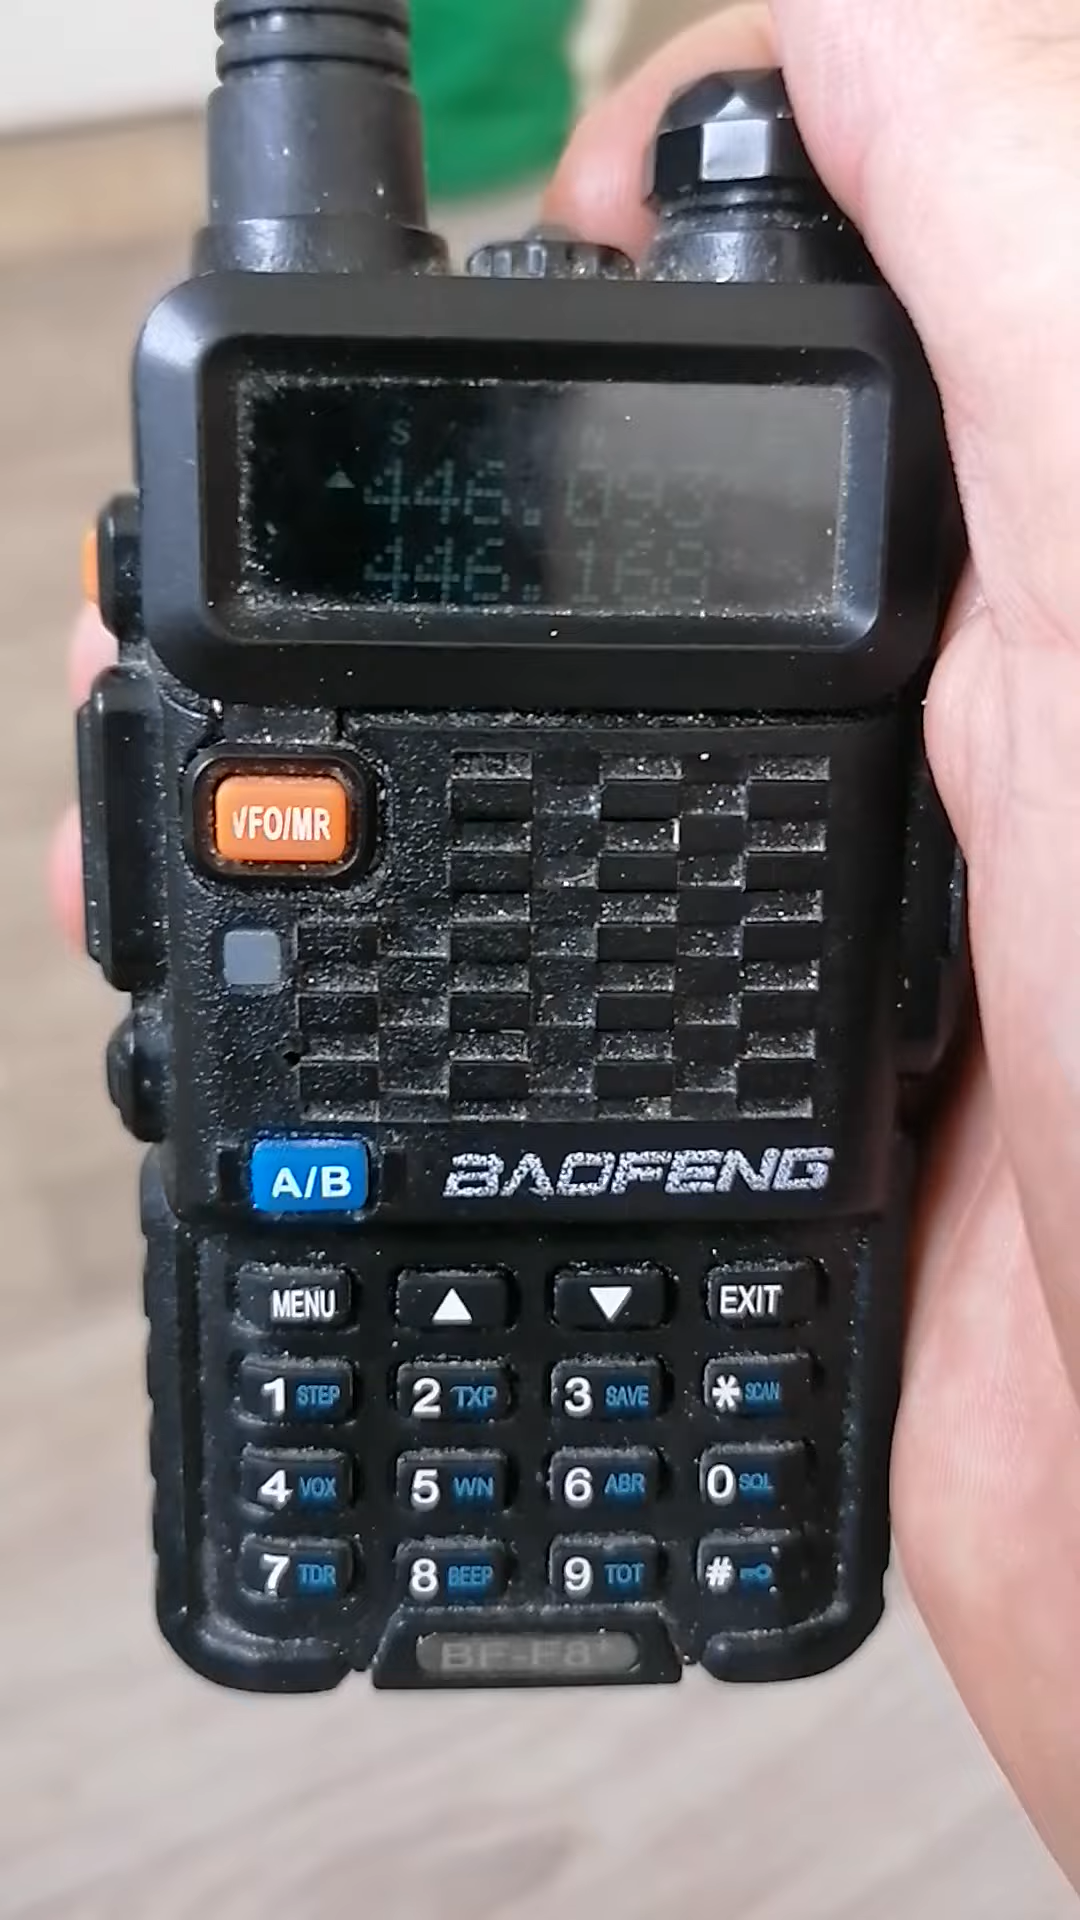 S N
▲446.093
446.168
VFO/MR
A/B
BAOFENG
MENU ▲ ▼ EXIT
1 STEP 2 TXP 3 SAVE * SCAN
4 VOX 5 WN 6 ABR 0 SQL
7 TDR 8 BEEP 9 TOT #
BF-F8+